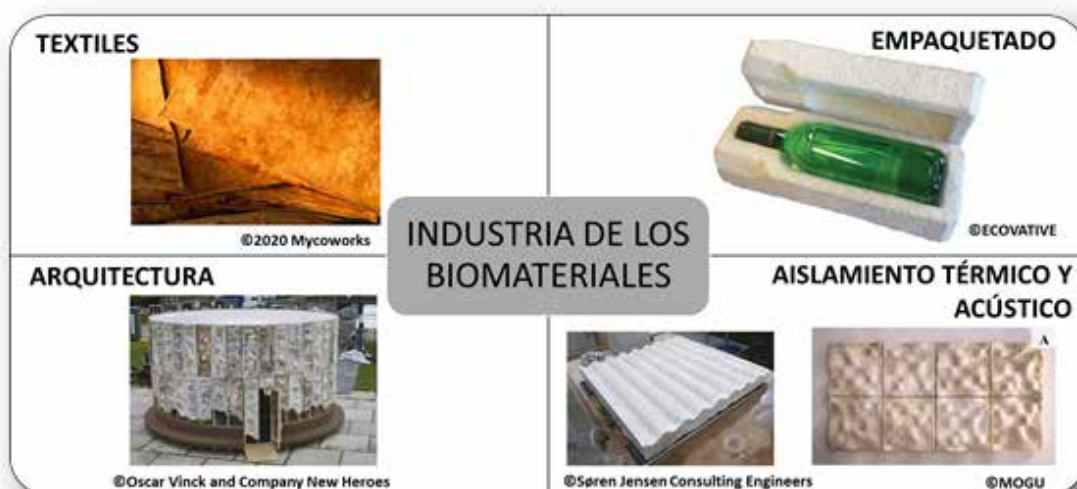 TEXTILES
©2020 Mycoworks
EMPAQUETADO
©ECOVATIVE
INDUSTRIA DE LOS
BIOMATERIALES
ARQUITECTURA
©Oscar Vinck and Company New Heroes
AISLAMIENTO TÉRMICO Y
ACÚSTICO
A
©Søren Jensen Consulting Engineers
©MOGU